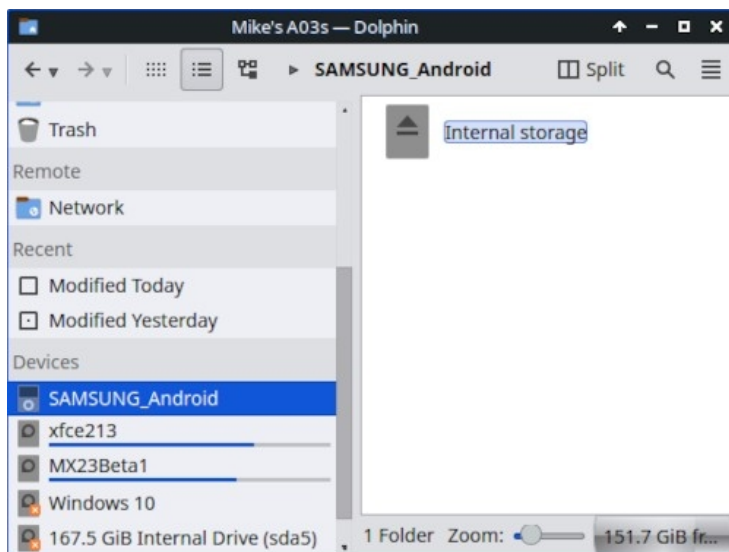 Mike's A03s — Dolphin
SAMSUNG_Android
Split
Trash
Remote
Network
Recent
Modified Today
Modified Yesterday
Devices
SAMSUNG_Android
xfce213
MX23Beta1
Windows 10
167.5 GiB Internal Drive (sda5)
Internal storage
1 Folder Zoom: 151.7 GiB fr...